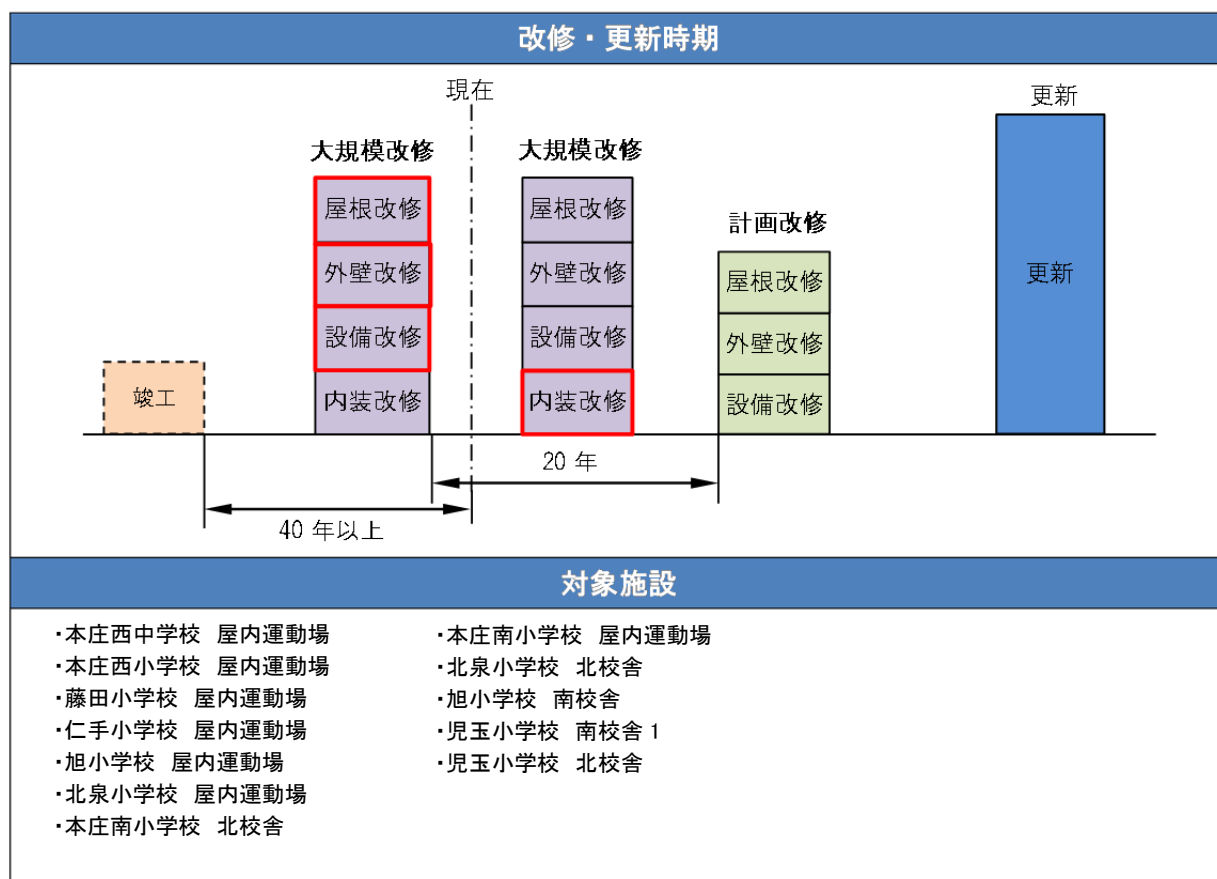 改修・更新時期
現在
更新
大規模改修
大規模改修
屋根改修
屋根改修
計画改修
外壁改修
外壁改修
屋根改修
更新
設備改修
設備改修
外壁改修
竣工
内装改修
内装改修
設備改修
20 年
40 年以上
対象施設
・本庄西中学校 屋内運動場
・本庄西小学校 屋内運動場
・藤田小学校 屋内運動場
・仁手小学校 屋内運動場
・旭小学校 屋内運動場
・北泉小学校 屋内運動場
・本庄南小学校 北校舎
・本庄南小学校 屋内運動場
・北泉小学校 北校舎
・旭小学校 南校舎
・児玉小学校 南校舎 1
・児玉小学校 北校舎